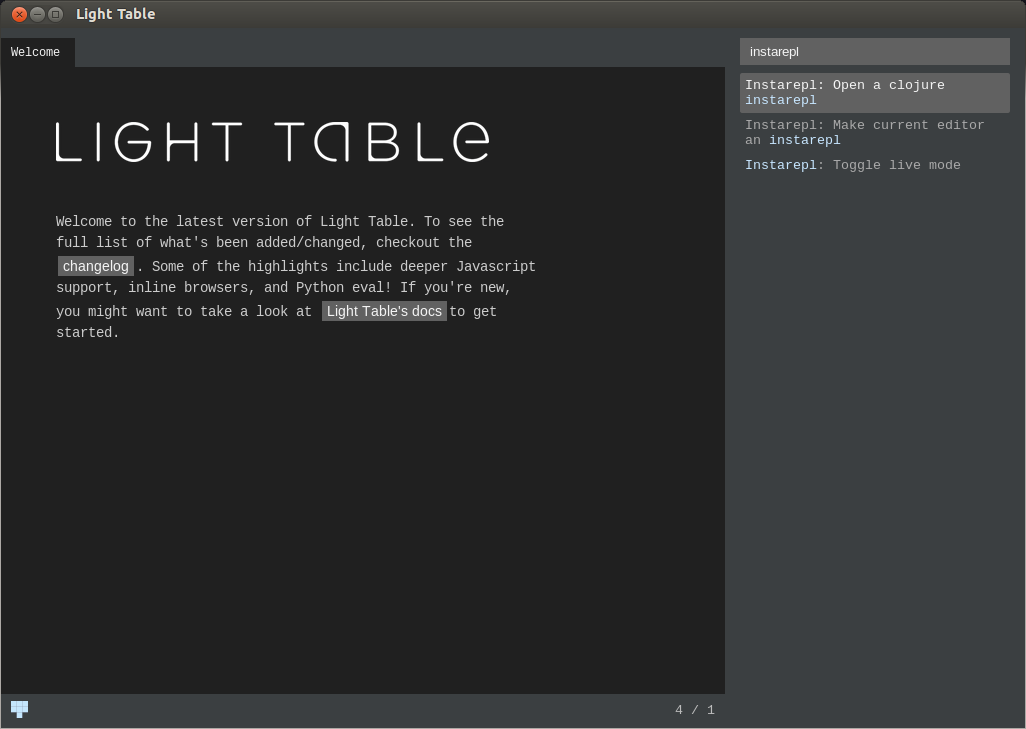 Light Table
Welcome
LIGHT TABLE
Welcome to the latest version of Light Table. To see the
full list of what's been added/changed, checkout the
changelog. Some of the highlights include deeper Javascript
support, inline browsers, and Python eval! If you're new,
you might want to take a look at Light Table's docs to get
started.
4 / 1
instarepl
Instarepl: Open a clojure
instarepl
Instarepl: Make current editor
an instarepl
Instarepl: Toggle live mode